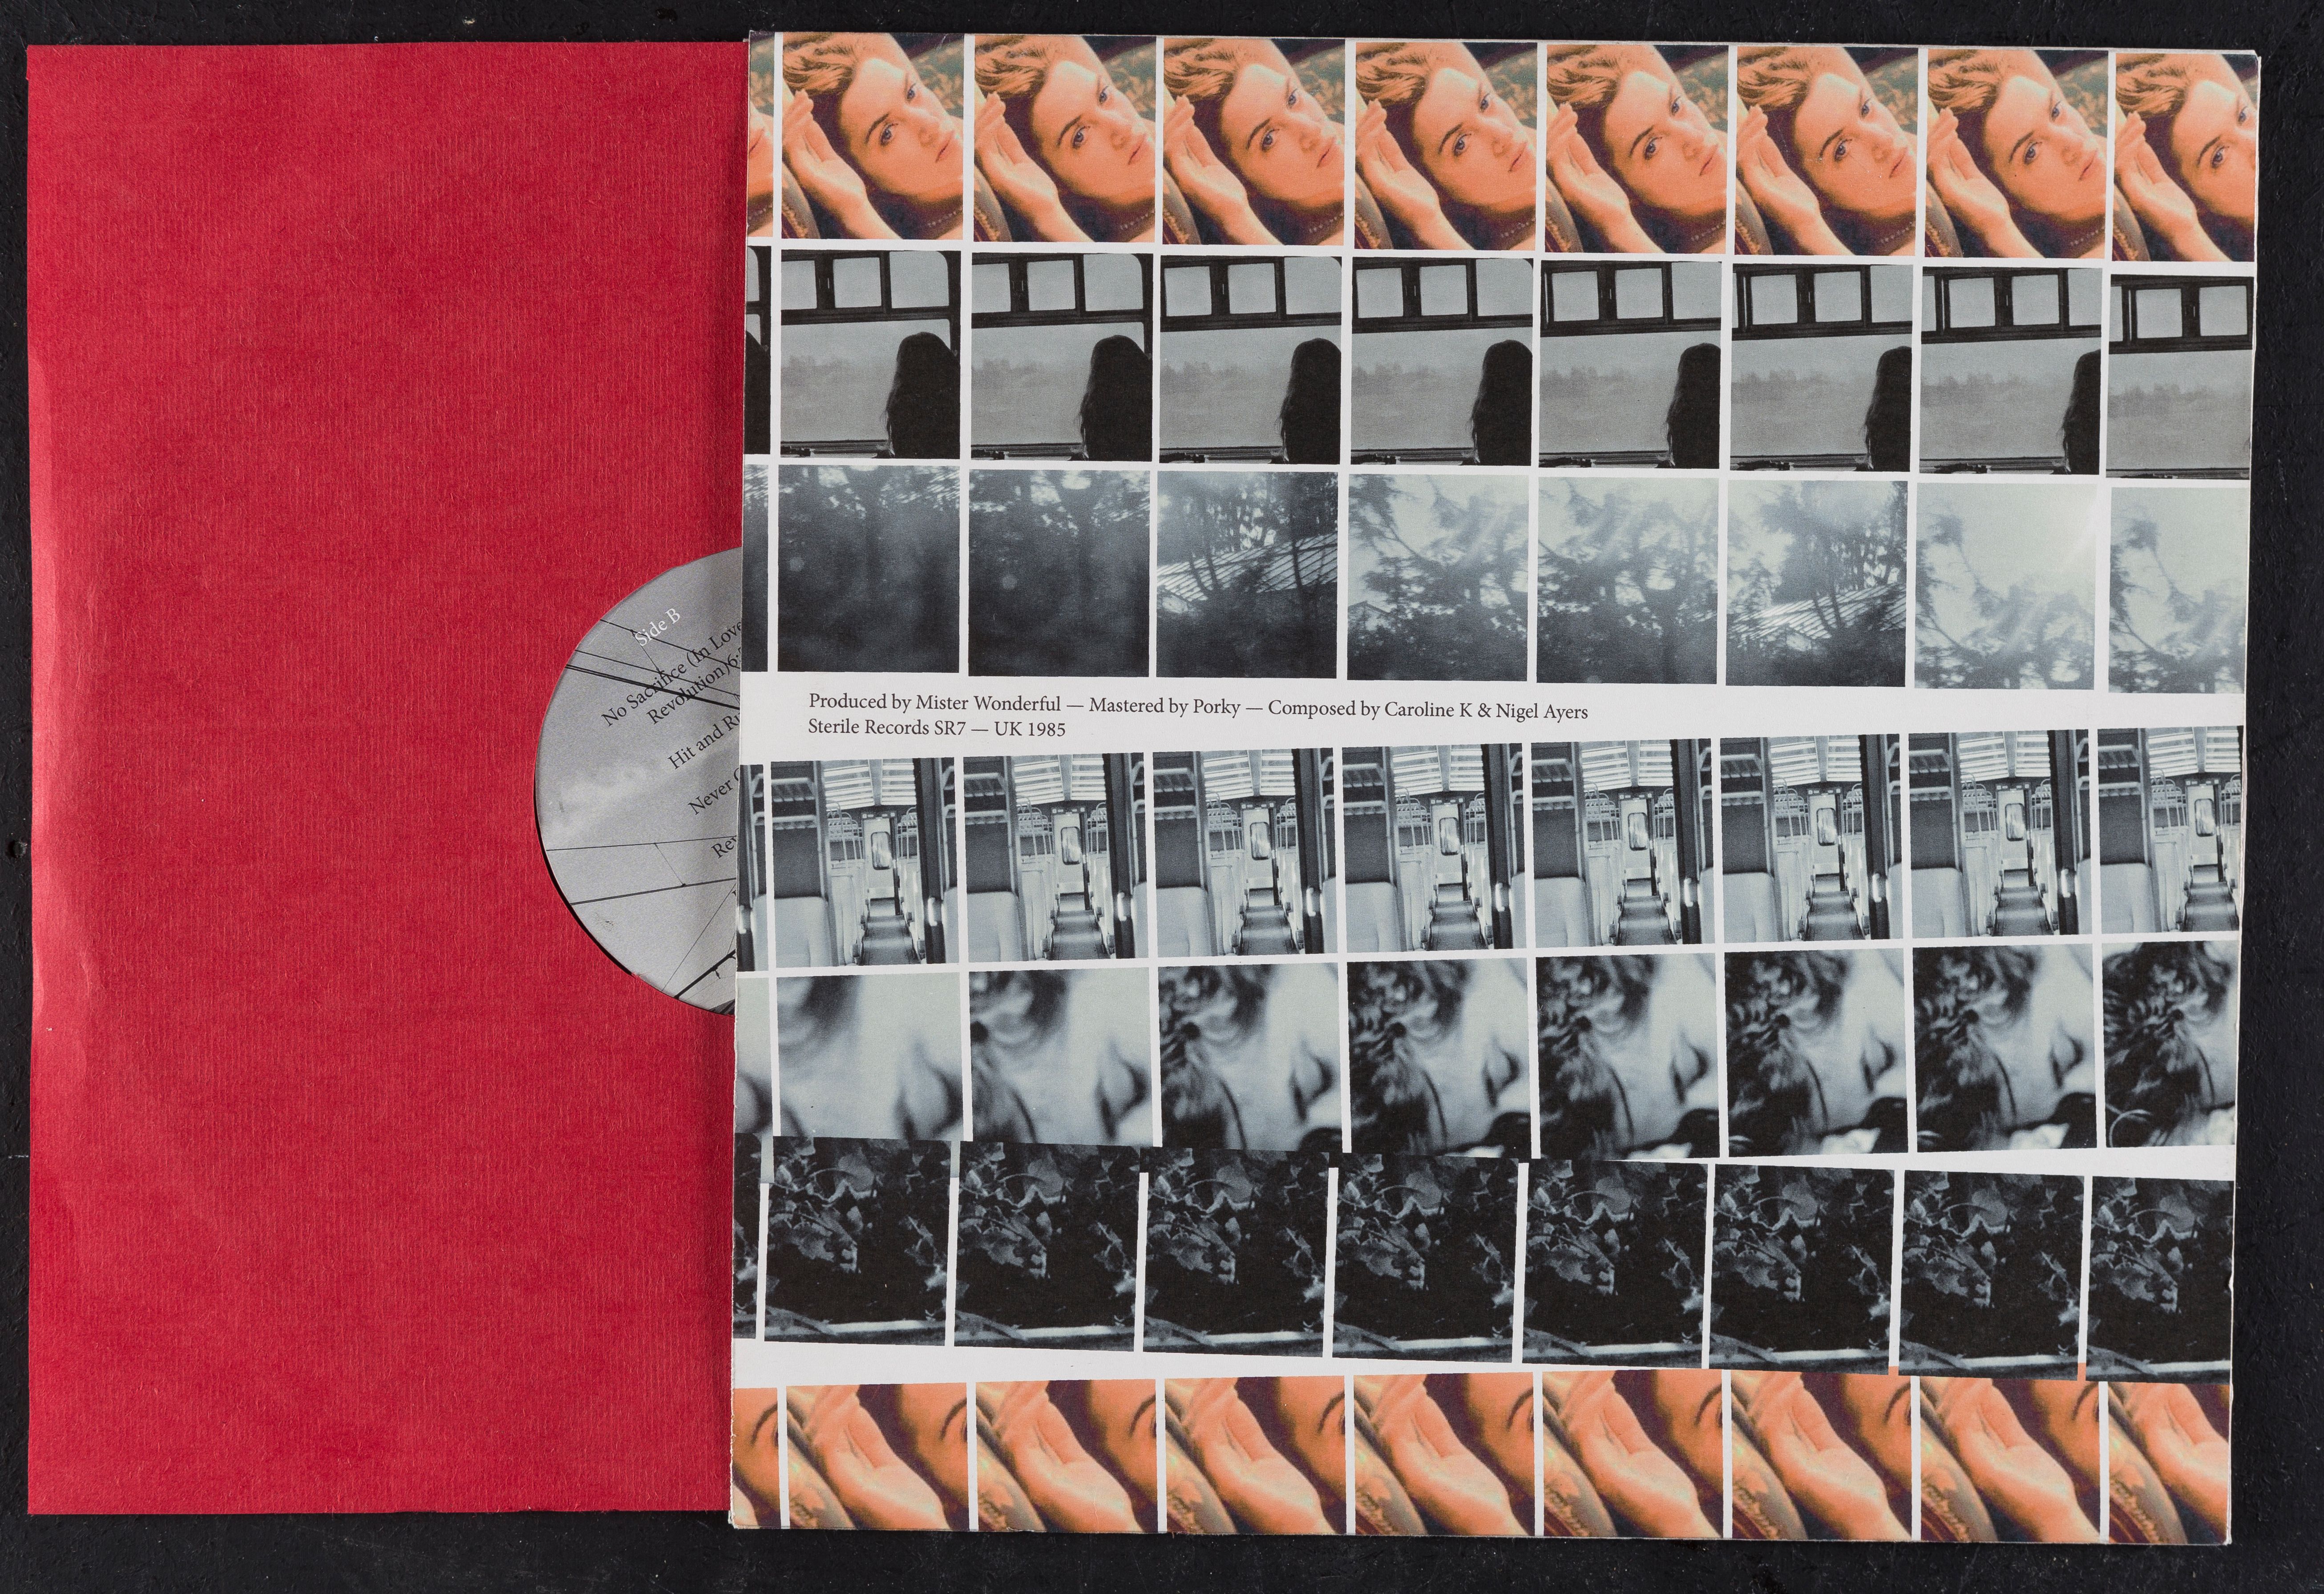 Side B
No Sacrifice (In Love
Revolution) 6:
Hit and
Never
Produced by Mister Wonderful — Mastered by Porky — Composed by Caroline K & Nigel Ayers
Sterile Records SR7 — UK 1985